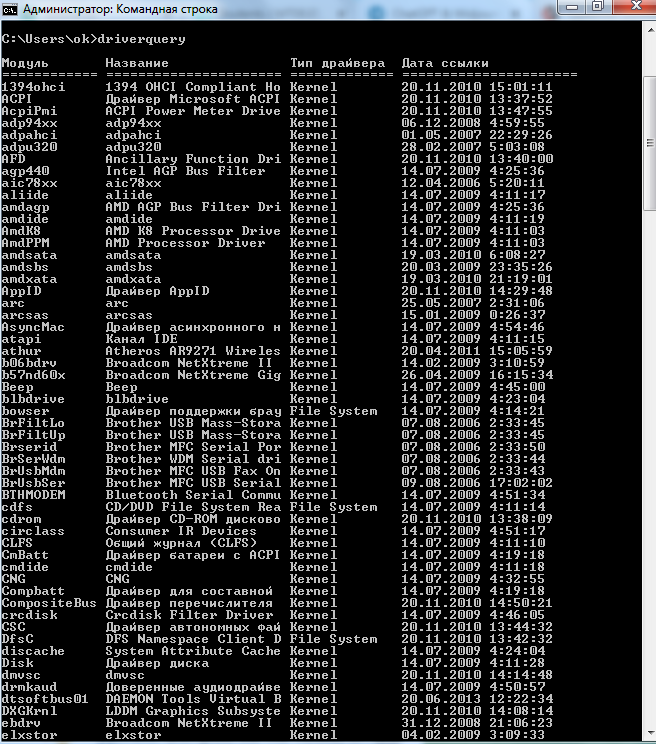 Администратор: Командная строка
C:\Users\ok>driverquery
Модуль Название Тип драйвера Дата ссылки
============ ====================== ============= ======================
1394ohci 1394 OHCI Compliant Ho Kernel 20.11.2010 15:01:11
ACPI Драйвер Microsoft ACPI Kernel 20.11.2010 13:37:52
AcpiPmi ACPI Power Meter Drive Kernel 20.11.2010 13:47:55
adp94xx adp94xx Kernel 06.12.2008 4:59:55
adpahci adpahci Kernel 01.05.2007 22:29:26
adpu320 adpu320 Kernel 28.02.2007 5:03:08
AFD Ancillary Function Dri Kernel 20.11.2010 13:40:00
agp440 Intel AGP Bus Filter Kernel 14.07.2009 4:25:36
aic78xx aic78xx Kernel 12.04.2006 5:20:11
aliide aliide Kernel 14.07.2009 4:11:17
amdagp AMD AGP Bus Filter Dri Kernel 14.07.2009 4:25:36
amdide amdide Kernel 14.07.2009 4:11:19
AmdK8 AMD K8 Processor Drive Kernel 14.07.2009 4:11:03
AmdPPM AMD Processor Driver Kernel 14.07.2009 4:11:03
amdsata amdsata Kernel 19.03.2010 6:08:27
amdsbs amdsbs Kernel 20.03.2009 23:35:26
amdxata amdxata Kernel 19.03.2010 21:19:01
AppID Драйвер AppID Kernel 20.11.2010 14:29:48
arc arc Kernel 25.05.2007 2:31:06
arcsas arcsas Kernel 15.01.2009 0:26:37
AsyncMac Драйвер асинхронного н Kernel 14.07.2009 4:54:46
atapi Канал IDE Kernel 14.07.2009 4:11:15
athur Atheros AR9271 Wireles Kernel 20.04.2011 15:05:59
b06bdrv Broadcom NetXtreme II Kernel 14.02.2009 3:10:59
b57nd60x Broadcom NetXtreme Gig Kernel 26.04.2009 16:15:34
Beep Beep Kernel 14.07.2009 4:45:00
blbdrive blbdrive Kernel 14.07.2009 4:23:04
bowser Драйвер поддержки брау File System 14.07.2009 4:14:21
BrFiltLo Brother USB Mass-Stora Kernel 07.08.2006 2:33:45
BrFiltUp Brother USB Mass-Stora Kernel 07.08.2006 2:33:45
Brserid Brother MFC Serial Por Kernel 07.08.2006 2:33:50
BrSerWdm Brother WDM Serial dri Kernel 07.08.2006 2:33:44
BrUsbMdm Brother MFC USB Fax On Kernel 07.08.2006 2:33:43
BrUsbSer Brother MFC USB Serial Kernel 09.08.2006 17:02:02
BTHMODEM Bluetooth Serial Commu Kernel 14.07.2009 4:51:34
cdfs CD/DVD File System Rea File System 14.07.2009 4:11:14
cdrom Драйвер CD-ROM дисково Kernel 20.11.2010 13:38:09
circlass Consumer IR Devices Kernel 14.07.2009 4:51:17
CLFS Общий журнал (CLFS) Kernel 14.07.2009 4:11:10
CmBatt Драйвер батареи с ACPI Kernel 14.07.2009 4:19:18
cmdide cmdide Kernel 14.07.2009 4:11:18
CNG CNG Kernel 14.07.2009 4:32:55
Compbatt Драйвер для составной Kernel 14.07.2009 4:19:18
CompositeBus Драйвер перечислителя Kernel 20.11.2010 14:50:21
crcdisk Crcdisk Filter Driver Kernel 14.07.2009 4:46:05
CSC Драйвер автономных фай Kernel 20.11.2010 13:44:32
DfsC DFS Namespace Client D File System 20.11.2010 13:42:32
discache System Attribute Cache Kernel 14.07.2009 4:24:04
Disk Драйвер диска Kernel 14.07.2009 4:11:28
dmvsc dmvsc Kernel 20.11.2010 14:14:48
drmkaud Доверенные аудиодрайве Kernel 14.07.2009 4:50:57
dtsoftbus01 DAEMON Tools Virtual B Kernel 20.06.2013 12:22:34
DXGKrnl LDDM Graphics Subsyste Kernel 20.11.2010 14:08:14
ebdrv Broadcom NetXtreme II Kernel 31.12.2008 21:06:23
elxstor elxstor Kernel 04.02.2009 3:09:33